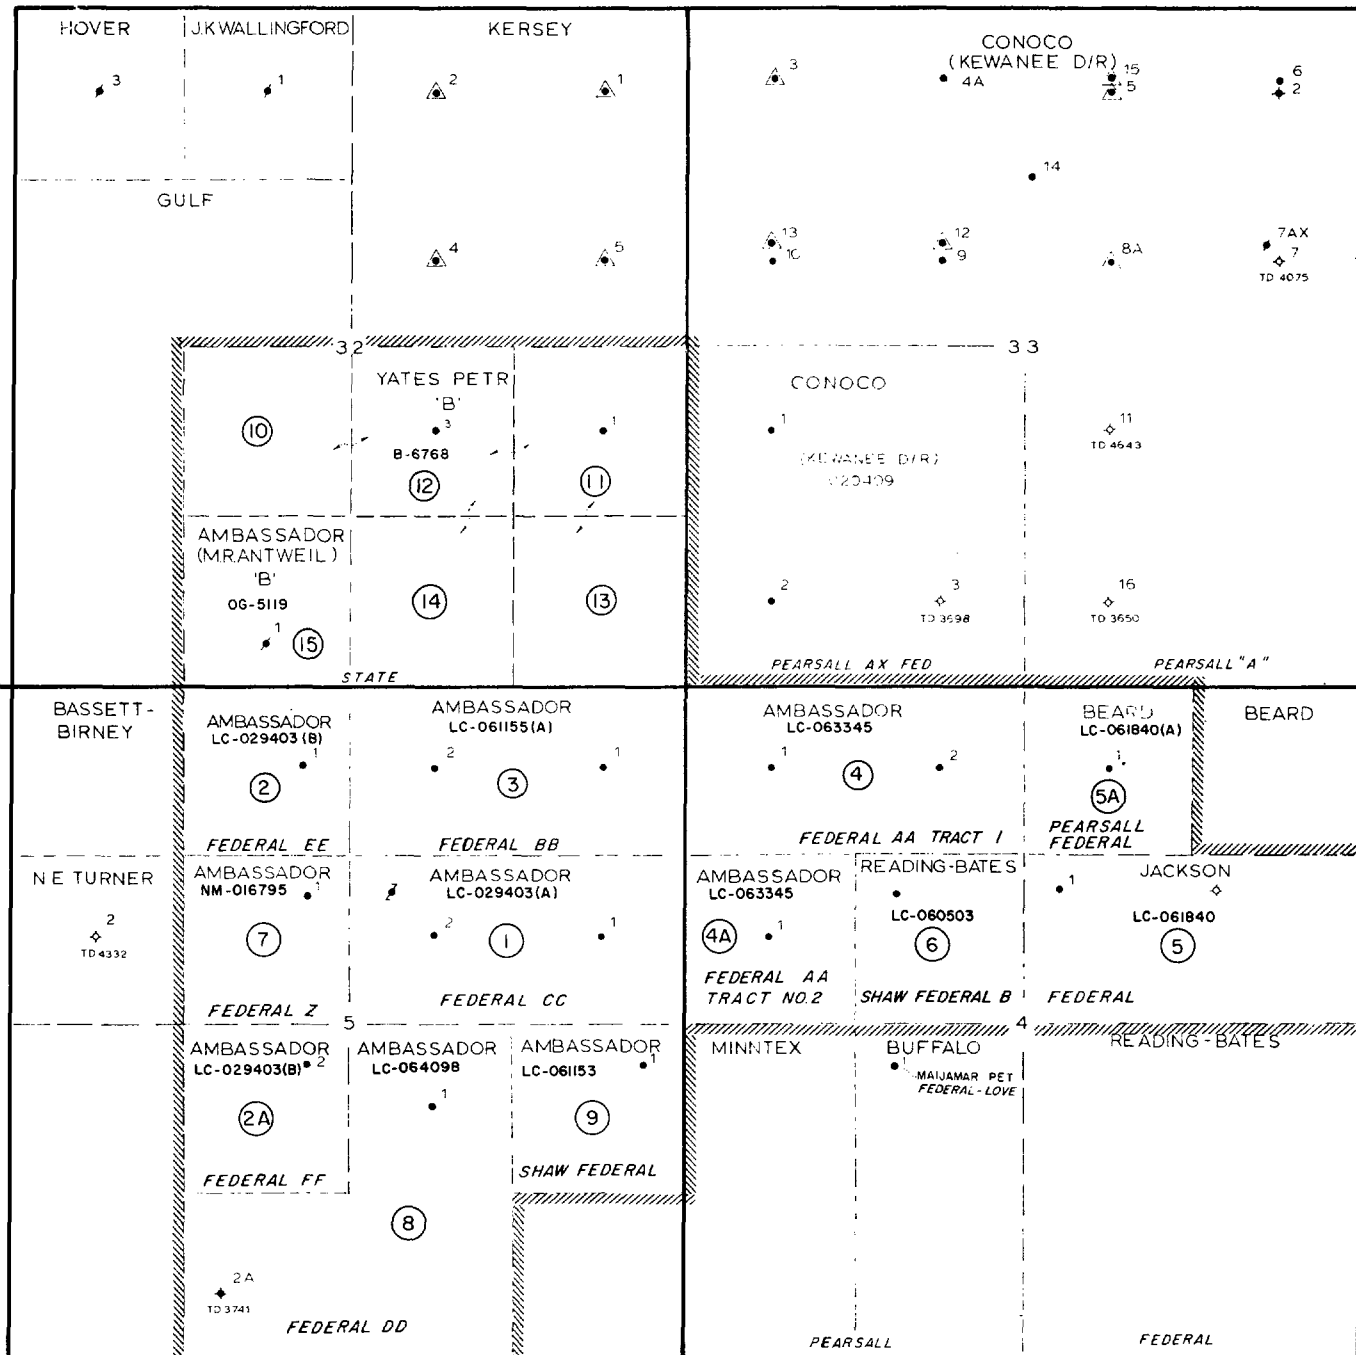 HOVER
J.K WALLINGFORD
KERSEY
CONOCO
(KEWANEE D/R)
3
1
2
1
3
4A
15
5
6
2
14
GULF
4
5
13
10
12
9
8A
7AX
7
TD 4075
32
33
YATES PETR
'B'
3
B-6768
10
12
1
11
CONOCO
1
(KEWANEE D/R)
11
TD 4643
AMBASSADOR
(M.R.ANTWEIL)
'B'
OG-5119
1
15
14
13
STATE
2
3
TD 3698
16
TD 3650
PEARSALL AX FED
PEARSALL "A"
BASSETT-
BIRNEY
AMBASSADOR
LC-029403 (B)
1
2
FEDERAL EE
AMBASSADOR
LC-061155(A)
2
1
3
FEDERAL BB
AMBASSADOR
LC-063345
1
2
4
FEDERAL AA TRACT 1
BEARD
LC-061840(A)
1
5A
PEARSALL
FEDERAL
BEARD
N E TURNER
2
TD 4332
AMBASSADOR
NM-016795
1
7
FEDERAL Z
AMBASSADOR
LC-029403(A)
2
1
1
FEDERAL CC
AMBASSADOR
LC-063345
1
4A
FEDERAL AA
TRACT NO.2
READING-BATES
LC-060503
6
SHAW FEDERAL B
JACKSON
1
LC-061840
5
FEDERAL
5
4
AMBASSADOR
LC-029403(B)
2
2A
FEDERAL FF
AMBASSADOR
LC-064098
1
AMBASSADOR
LC-061153
1
9
SHAW FEDERAL
MINNTEX
BUFFALO
1
MAIJAMAR PET
FEDERAL-LOVE
READING-BATES
8
2A
TD 3741
FEDERAL DD
PEARSALL
FEDERAL